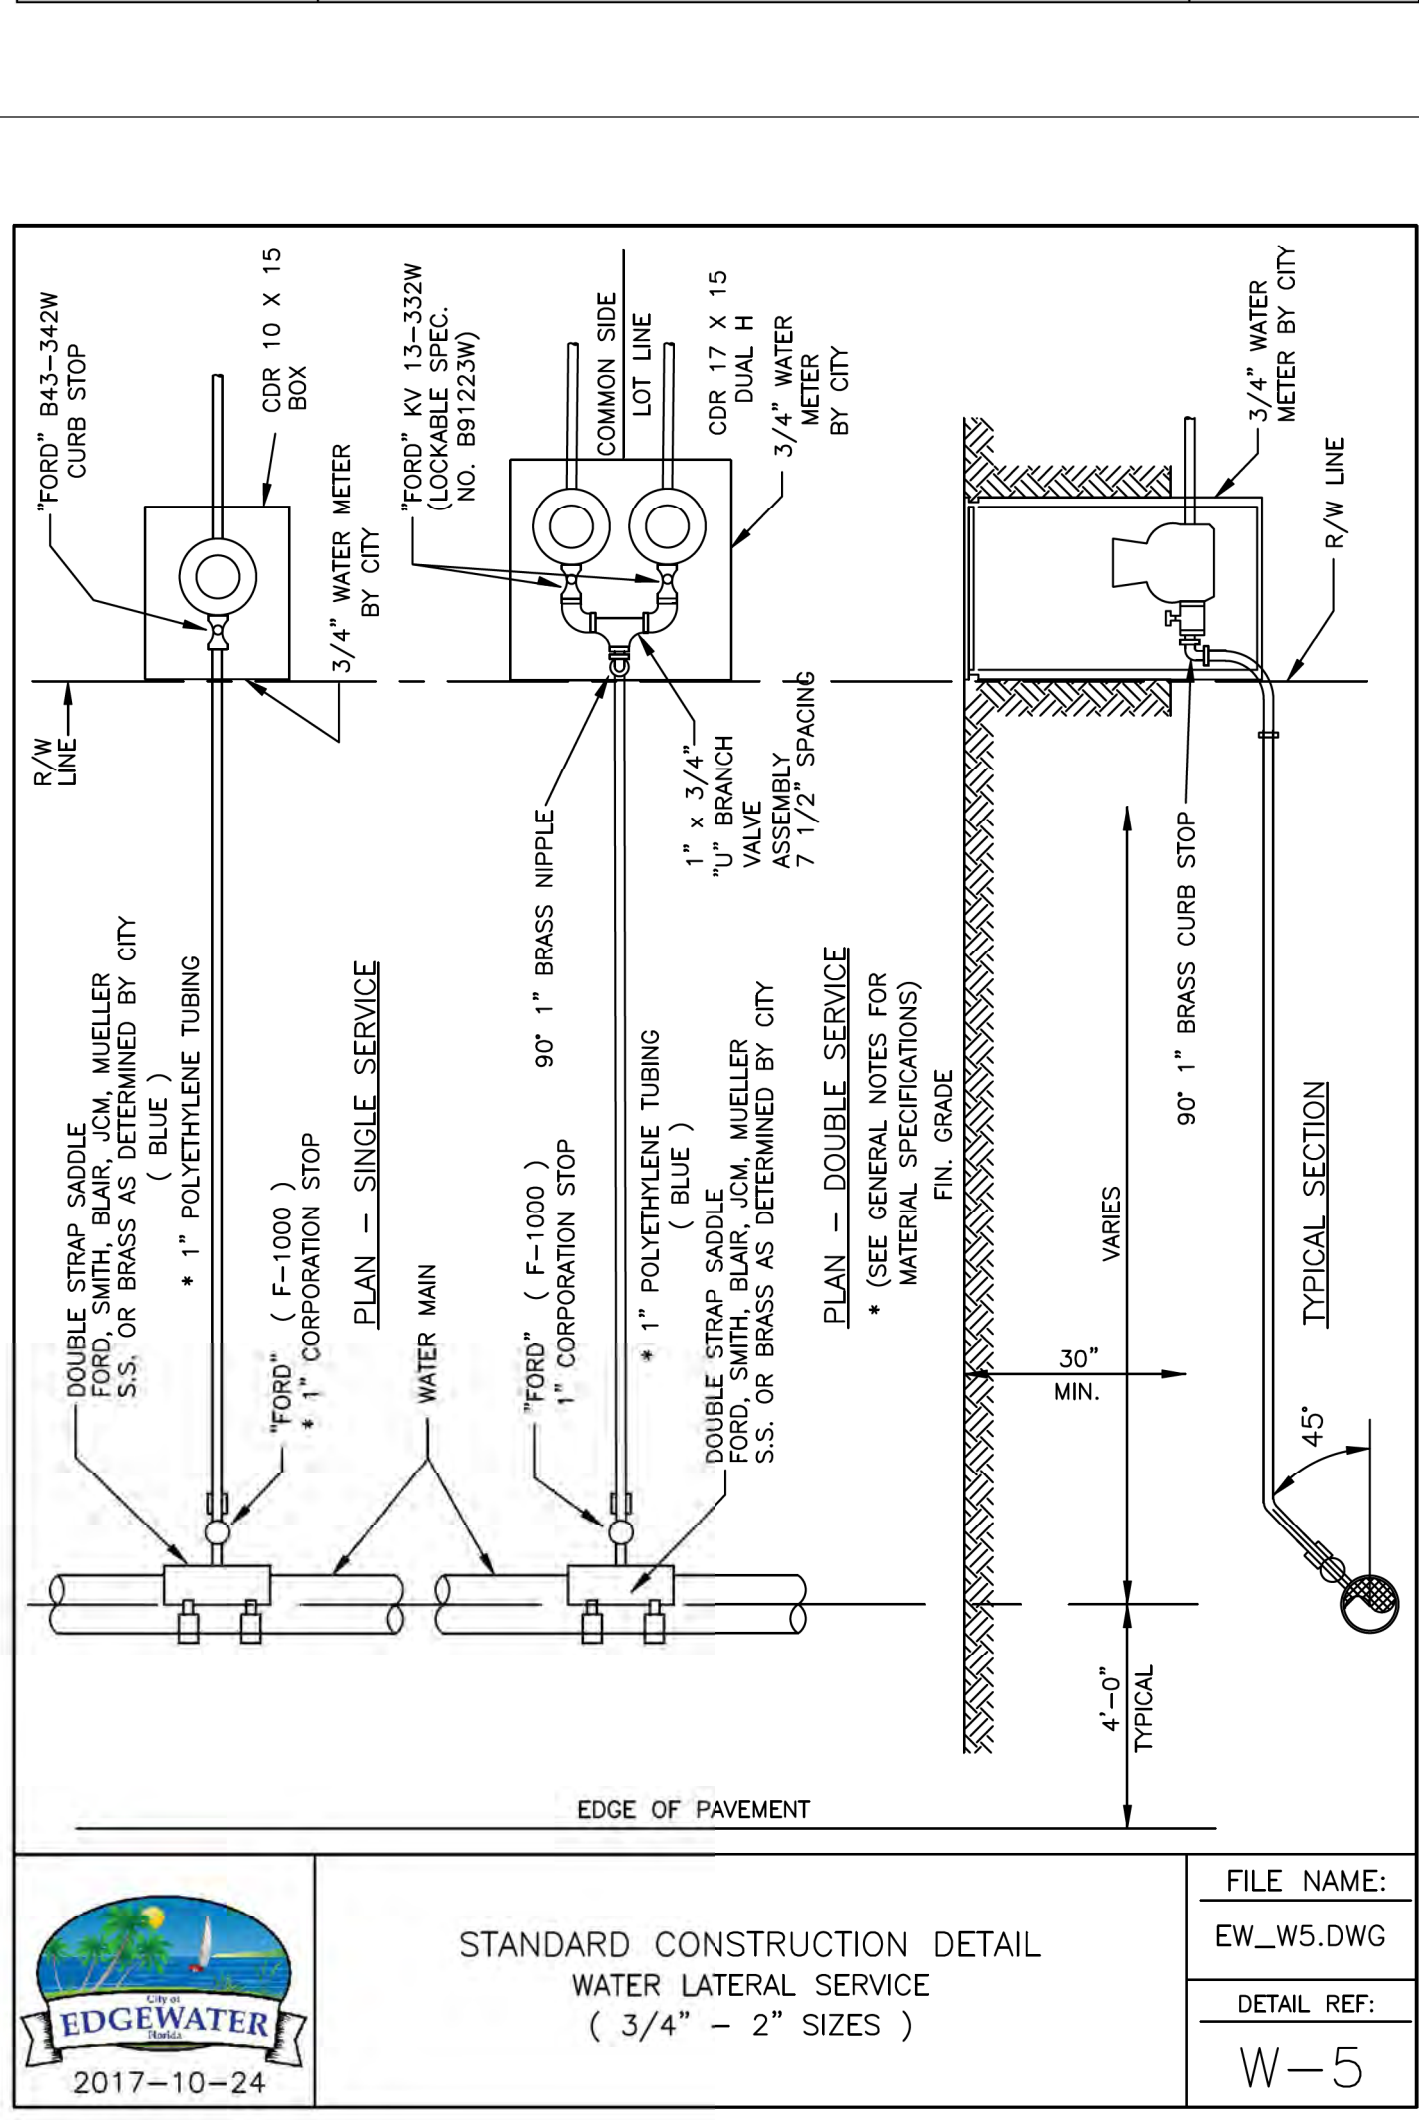 "FORD" B43-342W
CURB STOP
CDR 10 X 15
BOX
3/4" WATER METER
BY CITY
R/W
LINE
DOUBLE STRAP SADDLE
FORD, SMITH, BLAIR, JCM, MUELLER
S.S. OR BRASS AS DETERMINED BY CITY
( BLUE )
* 1" POLYETHYLENE TUBING
"FORD" ( F-1000 )
* 1" CORPORATION STOP
PLAN - SINGLE SERVICE
WATER MAIN
"FORD" KV 13-332W
(LOCKABLE SPEC.
NO. B91223W)
COMMON SIDE
LOT LINE
CDR 17 X 15
DUAL H
3/4" WATER
METER
BY CITY
90° 1" BRASS NIPPLE
1" x 3/4"
"U" BRANCH
VALVE
ASSEMBLY
7 1/2" SPACING
"FORD" ( F-1000 )
1" CORPORATION STOP
* 1" POLYETHYLENE TUBING
( BLUE )
DOUBLE STRAP SADDLE
FORD, SMITH, BLAIR, JCM, MUELLER
S.S. OR BRASS AS DETERMINED BY CITY
PLAN - DOUBLE SERVICE
* (SEE GENERAL NOTES FOR
MATERIAL SPECIFICATIONS)
FIN. GRADE
3/4" WATER
METER BY CITY
R/W LINE
90° 1" BRASS CURB STOP
VARIES
30"
MIN.
45°
TYPICAL SECTION
4'-0"
TYPICAL
EDGE OF PAVEMENT
City of
EDGEWATER
Florida
2017-10-24
STANDARD CONSTRUCTION DETAIL
WATER LATERAL SERVICE
( 3/4" - 2" SIZES )
FILE NAME:
EW_W5.DWG
DETAIL REF:
W-5